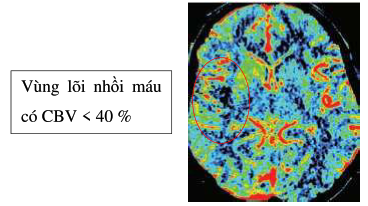 Vùng lõi nhồi máu
có CBV < 40 %